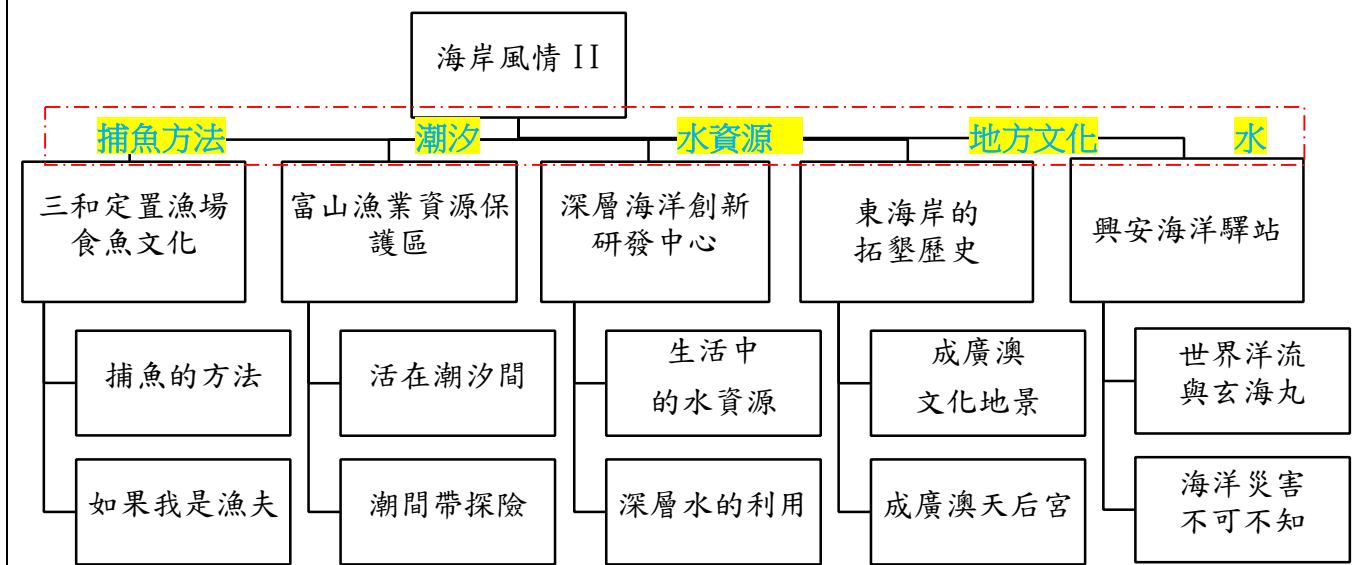 海岸風情 II
捕魚方法
潮汐
水資源
地方文化
水
三和定置漁場
食魚文化
富山漁業資源保
護區
深層海洋創新
研發中心
東海岸的
拓墾歷史
興安海洋驛站
捕魚的方法
活在潮汐間
生活中
的水資源
成廣澳
文化地景
世界洋流
與玄海丸
如果我是漁夫
潮間帶探險
深層水的利用
成廣澳天后宮
海洋災害
不可不知